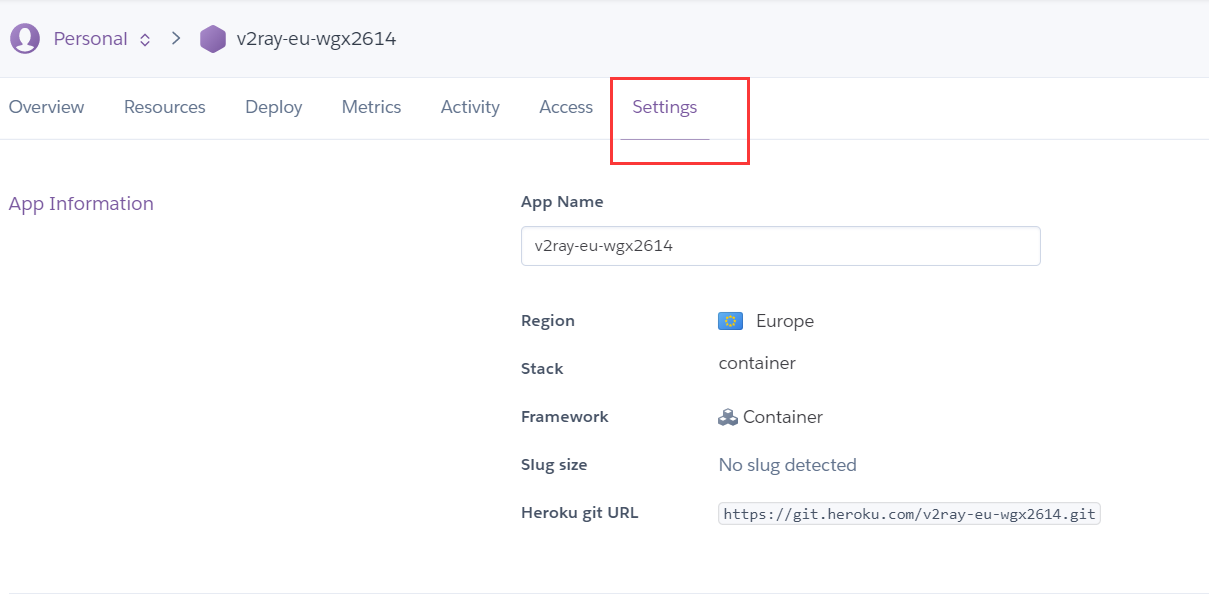 Personal v2ray-eu-wgx2614
Overview Resources Deploy Metrics Activity Access Settings
App Information
App Name
v2ray-eu-wgx2614
Region Europe
Stack container
Framework Container
Slug size No slug detected
Heroku git URL https://git.heroku.com/v2ray-eu-wgx2614.git